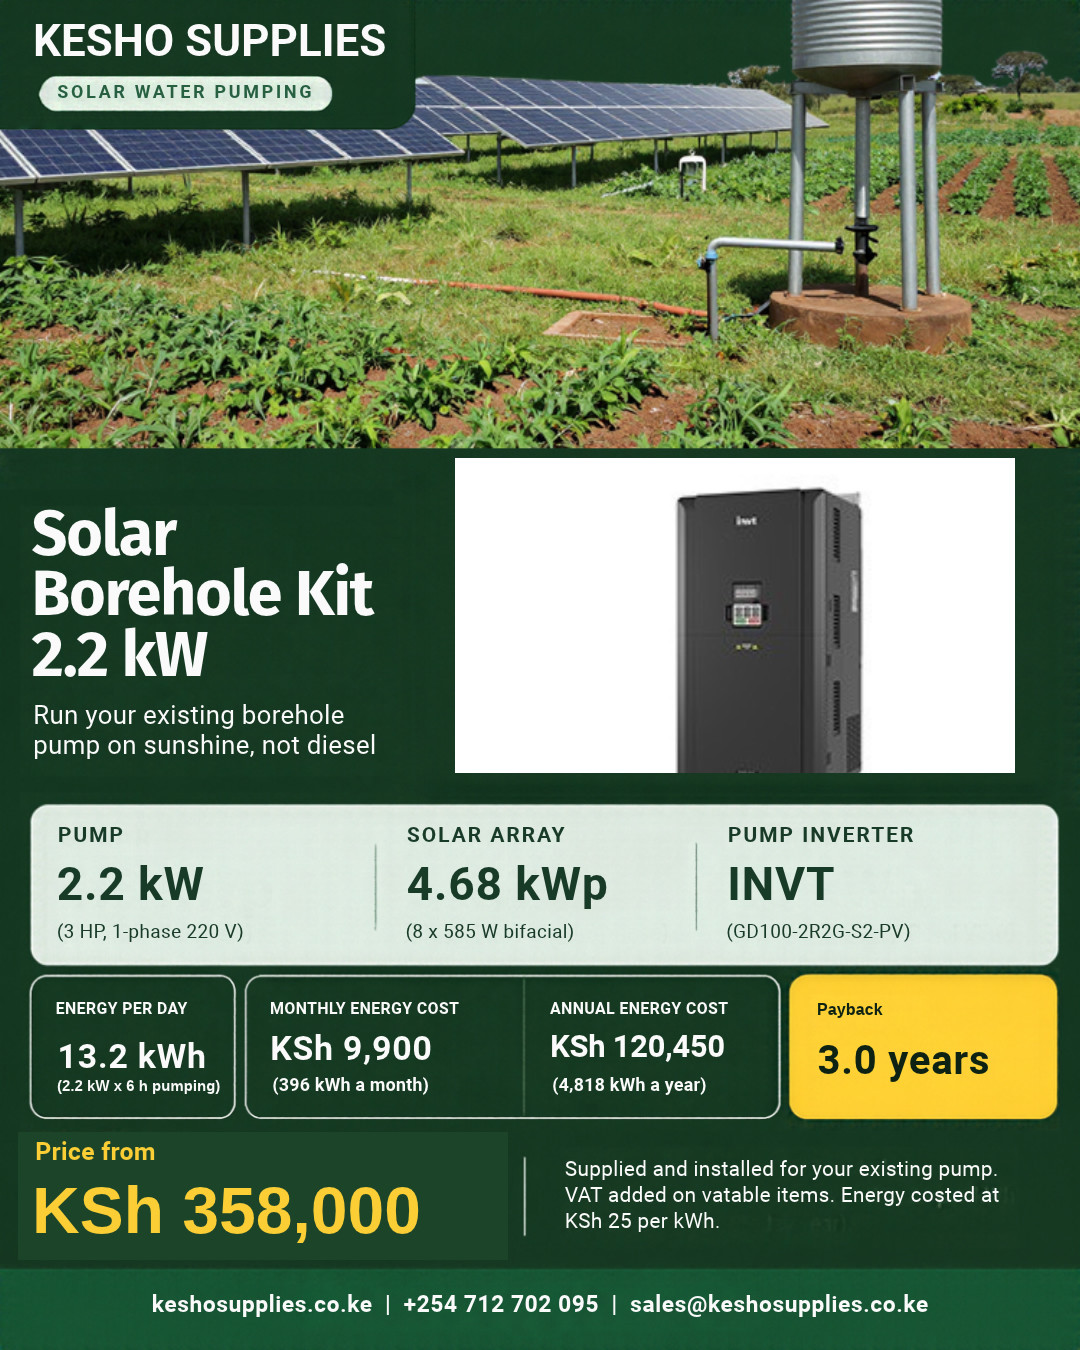 KESHO SUPPLIES
SOLAR WATER PUMPING
invt
Solar
Borehole Kit
2.2 kW
Run your existing borehole
pump on sunshine, not diesel
PUMP
2.2 kW
(3 HP, 1-phase 220 V)
SOLAR ARRAY
4.68 kWp
(8 x 585 W bifacial)
PUMP INVERTER
INVT
(GD100-2R2G-S2-PV)
ENERGY PER DAY
13.2 kWh
(2.2 kW x 6 h pumping)
MONTHLY ENERGY COST
KSh 9,900
(396 kWh a month)
ANNUAL ENERGY COST
KSh 120,450
(4,818 kWh a year)
Payback
3.0 years
Price from
KSh 358,000
Supplied and installed for your existing pump.
VAT added on vatable items. Energy costed at
KSh 25 per kWh.
keshosupplies.co.ke | +254 712 702 095 | sales@keshosupplies.co.ke